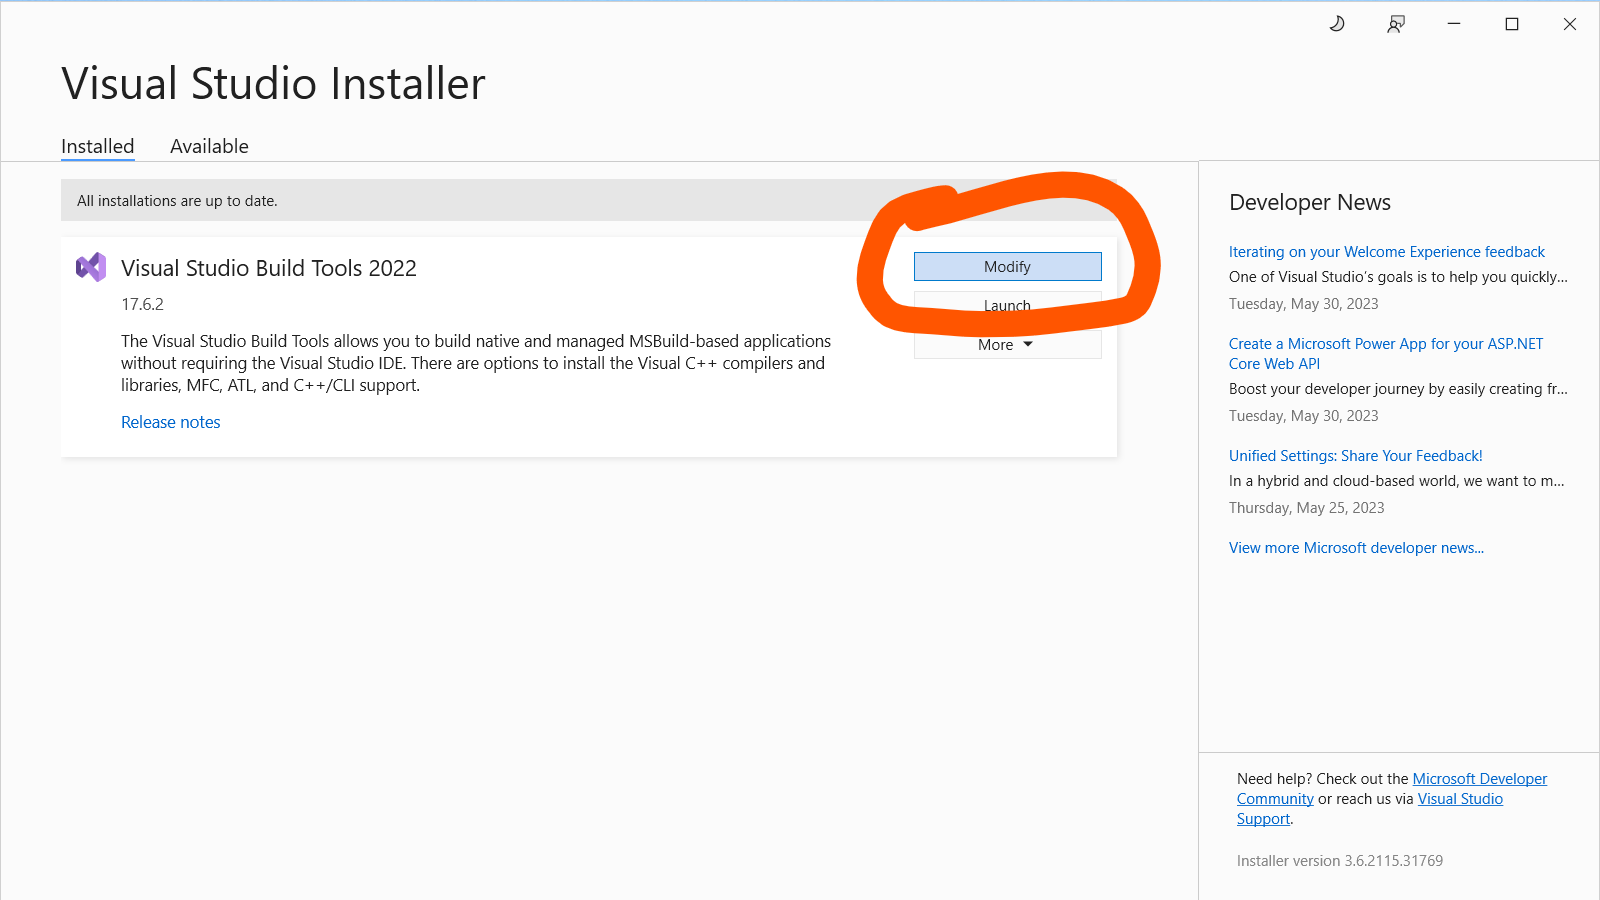 Visual Studio Installer
Installed
Available
All installations are up to date.
Visual Studio Build Tools 2022
17.6.2
The Visual Studio Build Tools allows you to build native and managed MSBuild-based applications
without requiring the Visual Studio IDE. There are options to install the Visual C++ compilers and
libraries, MFC, ATL, and C++/CLI support.
Release notes
Modify
Launch
More
Developer News
Iterating on your Welcome Experience feedback
One of Visual Studio’s goals is to help you quickly...
Tuesday, May 30, 2023
Create a Microsoft Power App for your ASP.NET
Core Web API
Boost your developer journey by easily creating fr...
Tuesday, May 30, 2023
Unified Settings: Share Your Feedback!
In a hybrid and cloud-based world, we want to m...
Thursday, May 25, 2023
View more Microsoft developer news...
Need help? Check out the Microsoft Developer
Community or reach us via Visual Studio
Support.
Installer version 3.6.2115.31769